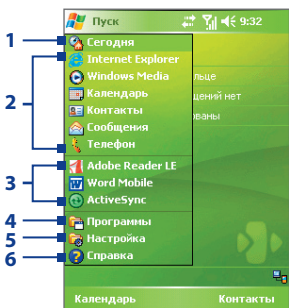 Пуск 9:32
1 Сегодня
Internet Explorer
Windows Media
льце
2 Календарь
щений нет
Контакты
ованы
Сообщения
Телефон
Adobe Reader LE
3 Word Mobile
ActiveSync
4 Программы
5 Настройка
6 Справка
Календарь Контакты